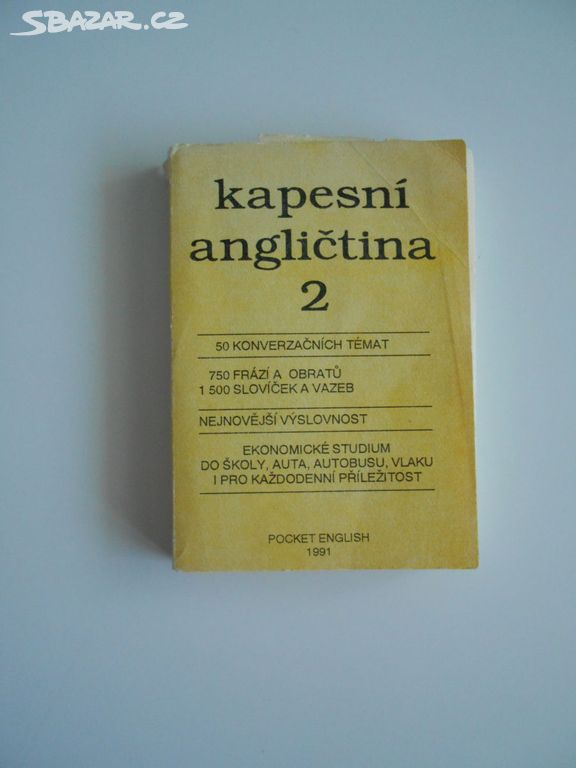 SBAZAR.CZ
kapesní
angličtina
2
50 KONVERZAČNÍCH TÉMAT
750 FRÁZÍ A OBRATŮ
1 500 SLOVÍČEK A VAZEB
NEJNOVĚJŠÍ VÝSLOVNOST
EKONOMICKÉ STUDIUM
DO ŠKOLY, AUTA, AUTOBUSU, VLAKU
I PRO KAŽDODENNÍ PŘÍLEŽITOST
POCKET ENGLISH
1991